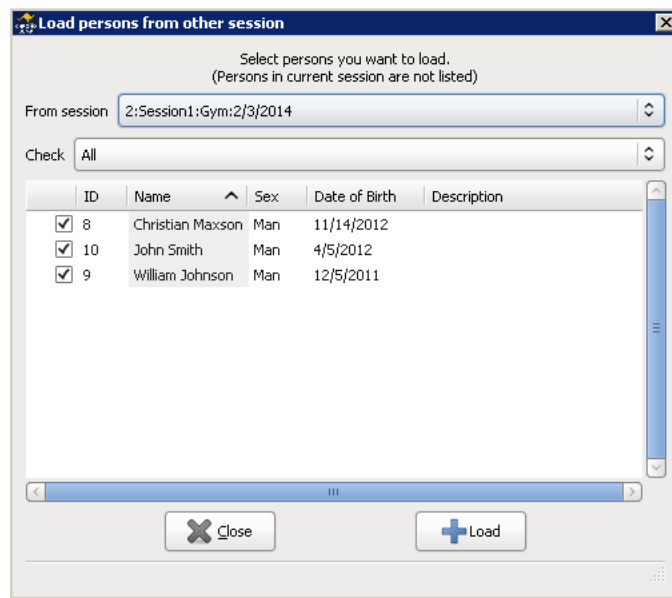 Load persons from other session
Select persons you want to load.
(Persons in current session are not listed)
From session 2:Session1:Gym:2/3/2014
Check All
ID Name Sex Date of Birth Description
8 Christian Maxson Man 11/14/2012
10 John Smith Man 4/5/2012
9 William Johnson Man 12/5/2011
Close Load